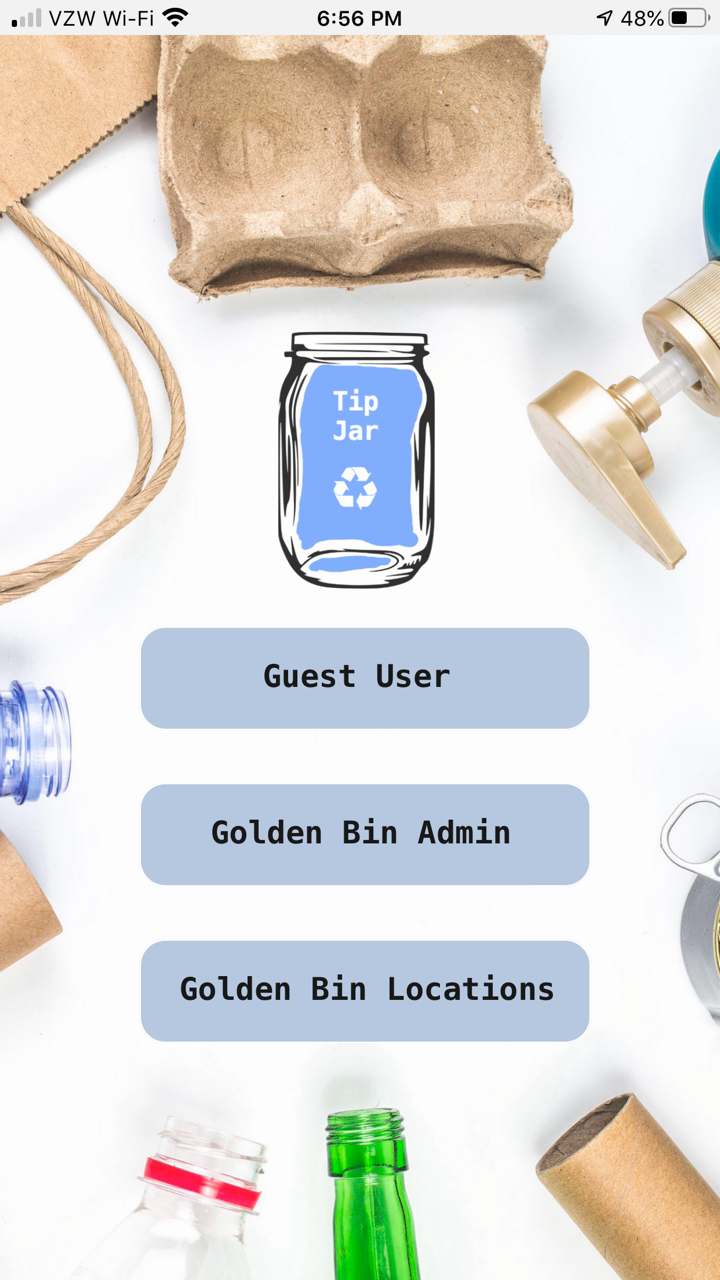 VZW Wi-Fi 6:56 PM 48%
Tip
Jar
Guest User
Golden Bin Admin
Golden Bin Locations